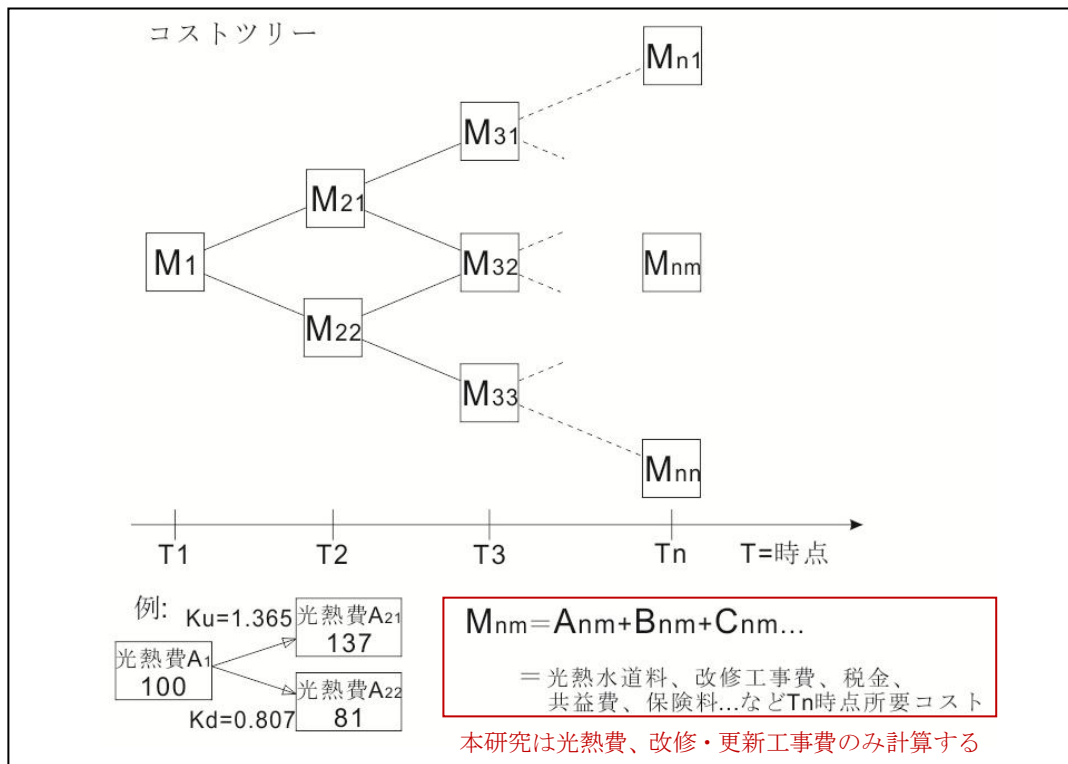 コストツリー
Mn1
M31
M21
M1
M32
Mnm
M22
M33
Mnn
T1
T2
T3
Tn
T=時点
例:
Ku=1.365
光熱費A21
137
光熱費A1
100
光熱費A22
81
Kd=0.807
Mnm=Anm+Bnm+Cnm...
=光熱水道料、改修工事費、税金、
共益費、保険料...などTn時点所要コスト
本研究は光熱費、改修・更新工事費のみ計算する